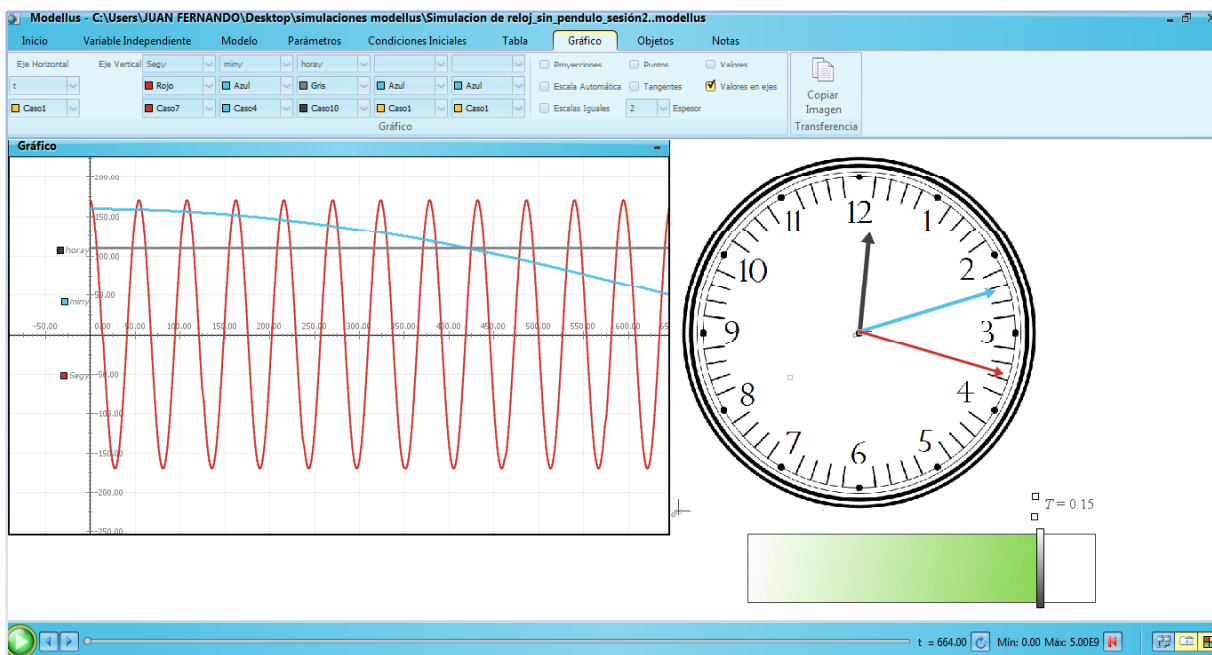 Modellus - C:\Users\JUAN FERNANDO\Desktop\simulaciones modellus\Simulacion de reloj_sin_pendulo_sesión2..modellus
Inicio Variable Independiente Modelo Parámetros Condiciones Iniciales Tabla Gráfico Objetos Notas
Eje Horizontal Eje Vertical Segy miny horay Proyecciones Puntos Valores
t Rojo Azul Gris Azul Azul Escala Automática Tangentes Valores en ejes
Caso1 Caso7 Caso4 Caso10 Caso1 Caso1 Escalas Iguales 2 Espesor
Copiar
Imagen
Gráfico Transferencia
Gráfico
200.00
150.00
horay
100.00
miny
50.00
-50.00 0.00 50.00 100.00 150.00 200.00 250.00 300.00 350.00 400.00 450.00 500.00 550.00 600.00 65
Segy
-50.00
-100.00
-150.00
-200.00
-250.00
12
11 1
10 2
9 3
8 4
7 5
6
T = 0.15
t = 664.00 Mín: 0.00 Máx: 5.00E9